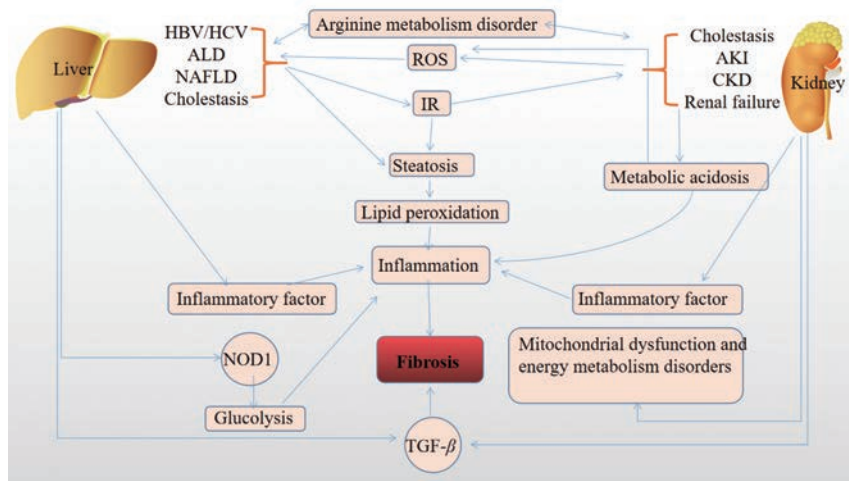 Liver
HBV/HCV
ALD
NAFLD
Cholestasis
Arginine metabolism disorder
ROS
IR
Cholestasis
AKI
CKD
Renal failure
Kidney
Steatosis
Metabolic acidosis
Lipid peroxidation
Inflammation
Inflammatory factor
Inflammatory factor
NOD1
Fibrosis
Mitochondrial dysfunction and
energy metabolism disorders
Glucolysis
TGF-β